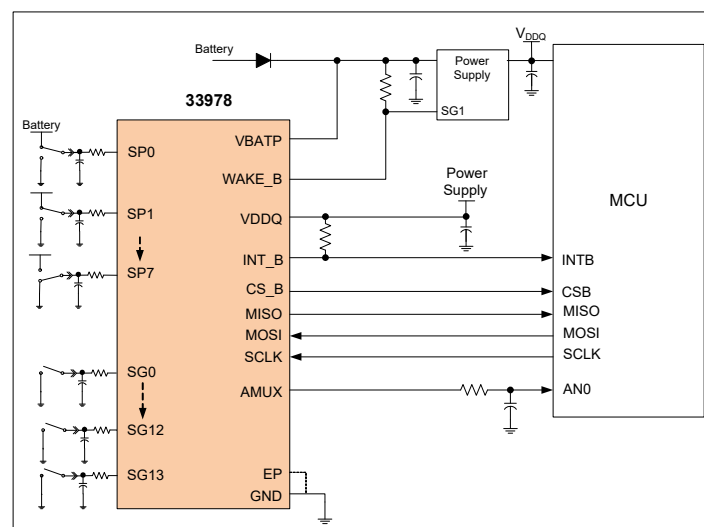 Battery
VDDQ
Power
Supply
SG1
33978
Battery
SP0
SP1
SP7
SG0
SG12
SG13
VBATP
WAKE_B
VDDQ
INT_B
CS_B
MISO
MOSI
SCLK
AMUX
EP
GND
Power
Supply
MCU
INTB
CSB
MISO
MOSI
SCLK
AN0